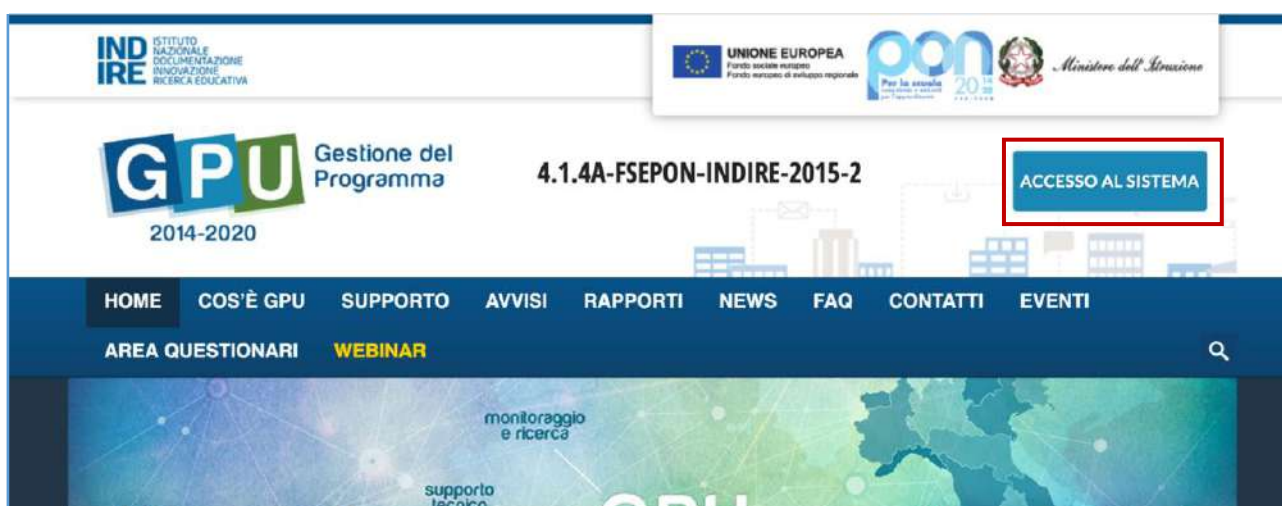 IND
IRE
ISTITUTO
NAZIONALE
DOCUMENTAZIONE
INNOVAZIONE
RICERCA EDUCATIVA
UNIONE EUROPEA
Fondo sociale europeo
Fondo europeo di sviluppo regionale
pon
Per la scuola
Ministero dell'Istruzione
GPU
2014-2020
Gestione del
Programma
4.1.4A-FSEPON-INDIRE-2015-2
ACCESSO AL SISTEMA
HOME COS'È GPU SUPPORTO AVVISI RAPPORTI NEWS FAQ CONTATTI EVENTI
AREA QUESTIONARI WEBINAR
monitoraggio
e ricerca
supporto
tecnico
GPU